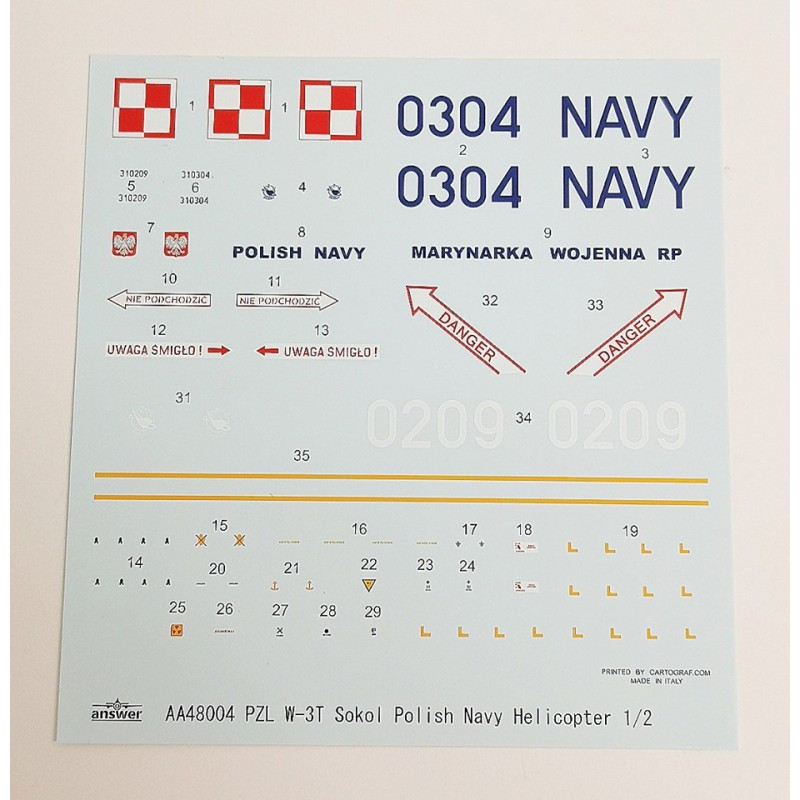 1 1
0304 NAVY
2 3
0304 NAVY
310209 310304
5 6 4
310209 310304
7 8 9
POLISH NAVY MARYNARKA WOJENNA RP
10 11
NIE PODCHODZIĆ NIE PODCHODZIĆ
32 33
DANGER DANGER
12 13
UWAGA ŚMIGŁO! UWAGA ŚMIGŁO!
31
0209 34 0209
35
15 16 17 18 19
14 20 21 22 23 24
25 26 27 28 29
PRINTED BY CARTOGRAF.COM
MADE IN ITALY
answer AA48004 PZL W-3T Sokol Polish Navy Helicopter 1/2